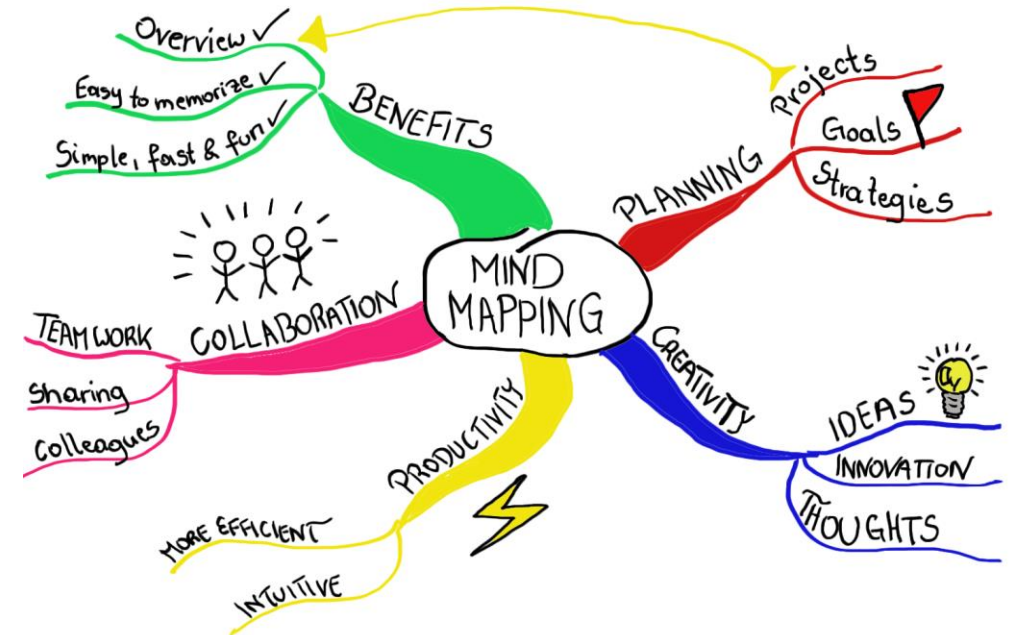 MIND
MAPPING
BENEFITS
Overview
Easy to memorize
Simple, fast & fun
PLANNING
Projects
Goals
Strategies
CREATIVITY
IDEAS
INNOVATION
THOUGHTS
PRODUCTIVITY
MORE EFFICIENT
INTUITIVE
COLLABORATION
TEAMWORK
Sharing
Colleagues